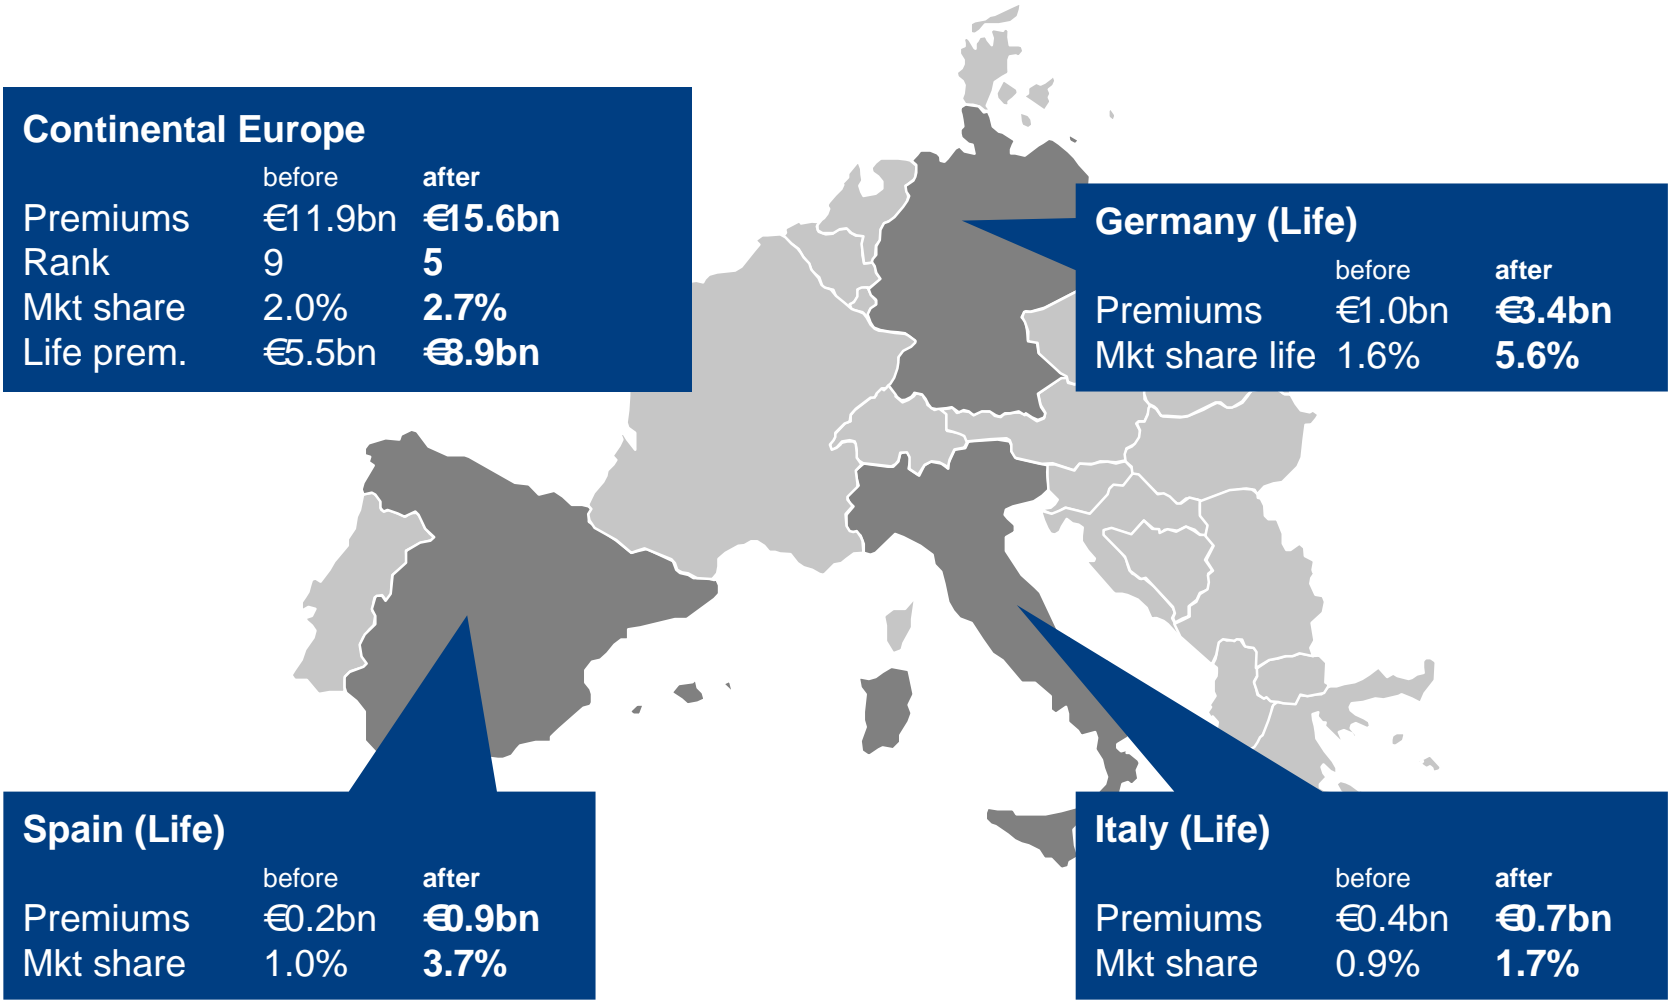 Continental Europe
before after
Premiums €11.9bn €15.6bn
Rank 9 5
Mkt share 2.0% 2.7%
Life prem. €5.5bn €8.9bn
Germany (Life)
before after
Premiums €1.0bn €3.4bn
Mkt share life 1.6% 5.6%
Spain (Life)
before after
Premiums €0.2bn €0.9bn
Mkt share 1.0% 3.7%
Italy (Life)
before after
Premiums €0.4bn €0.7bn
Mkt share 0.9% 1.7%